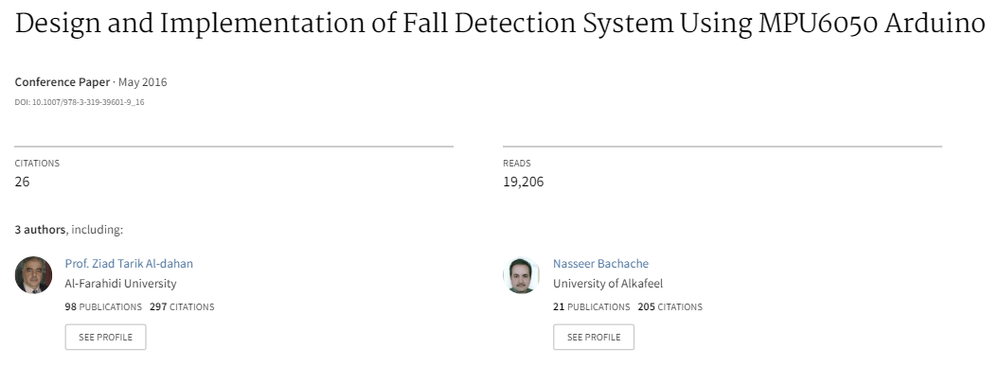 Design and Implementation of Fall Detection System Using MPU6050 Arduino
Conference Paper · May 2016
DOI: 10.1007/978-3-319-39601-9_16
CITATIONS
26
READS
19,206
3 authors, including:
Prof. Ziad Tarik Al-dahan
Al-Farahidi University
98 PUBLICATIONS 297 CITATIONS
SEE PROFILE
Nasseer Bachache
University of Alkafeel
21 PUBLICATIONS 205 CITATIONS
SEE PROFILE